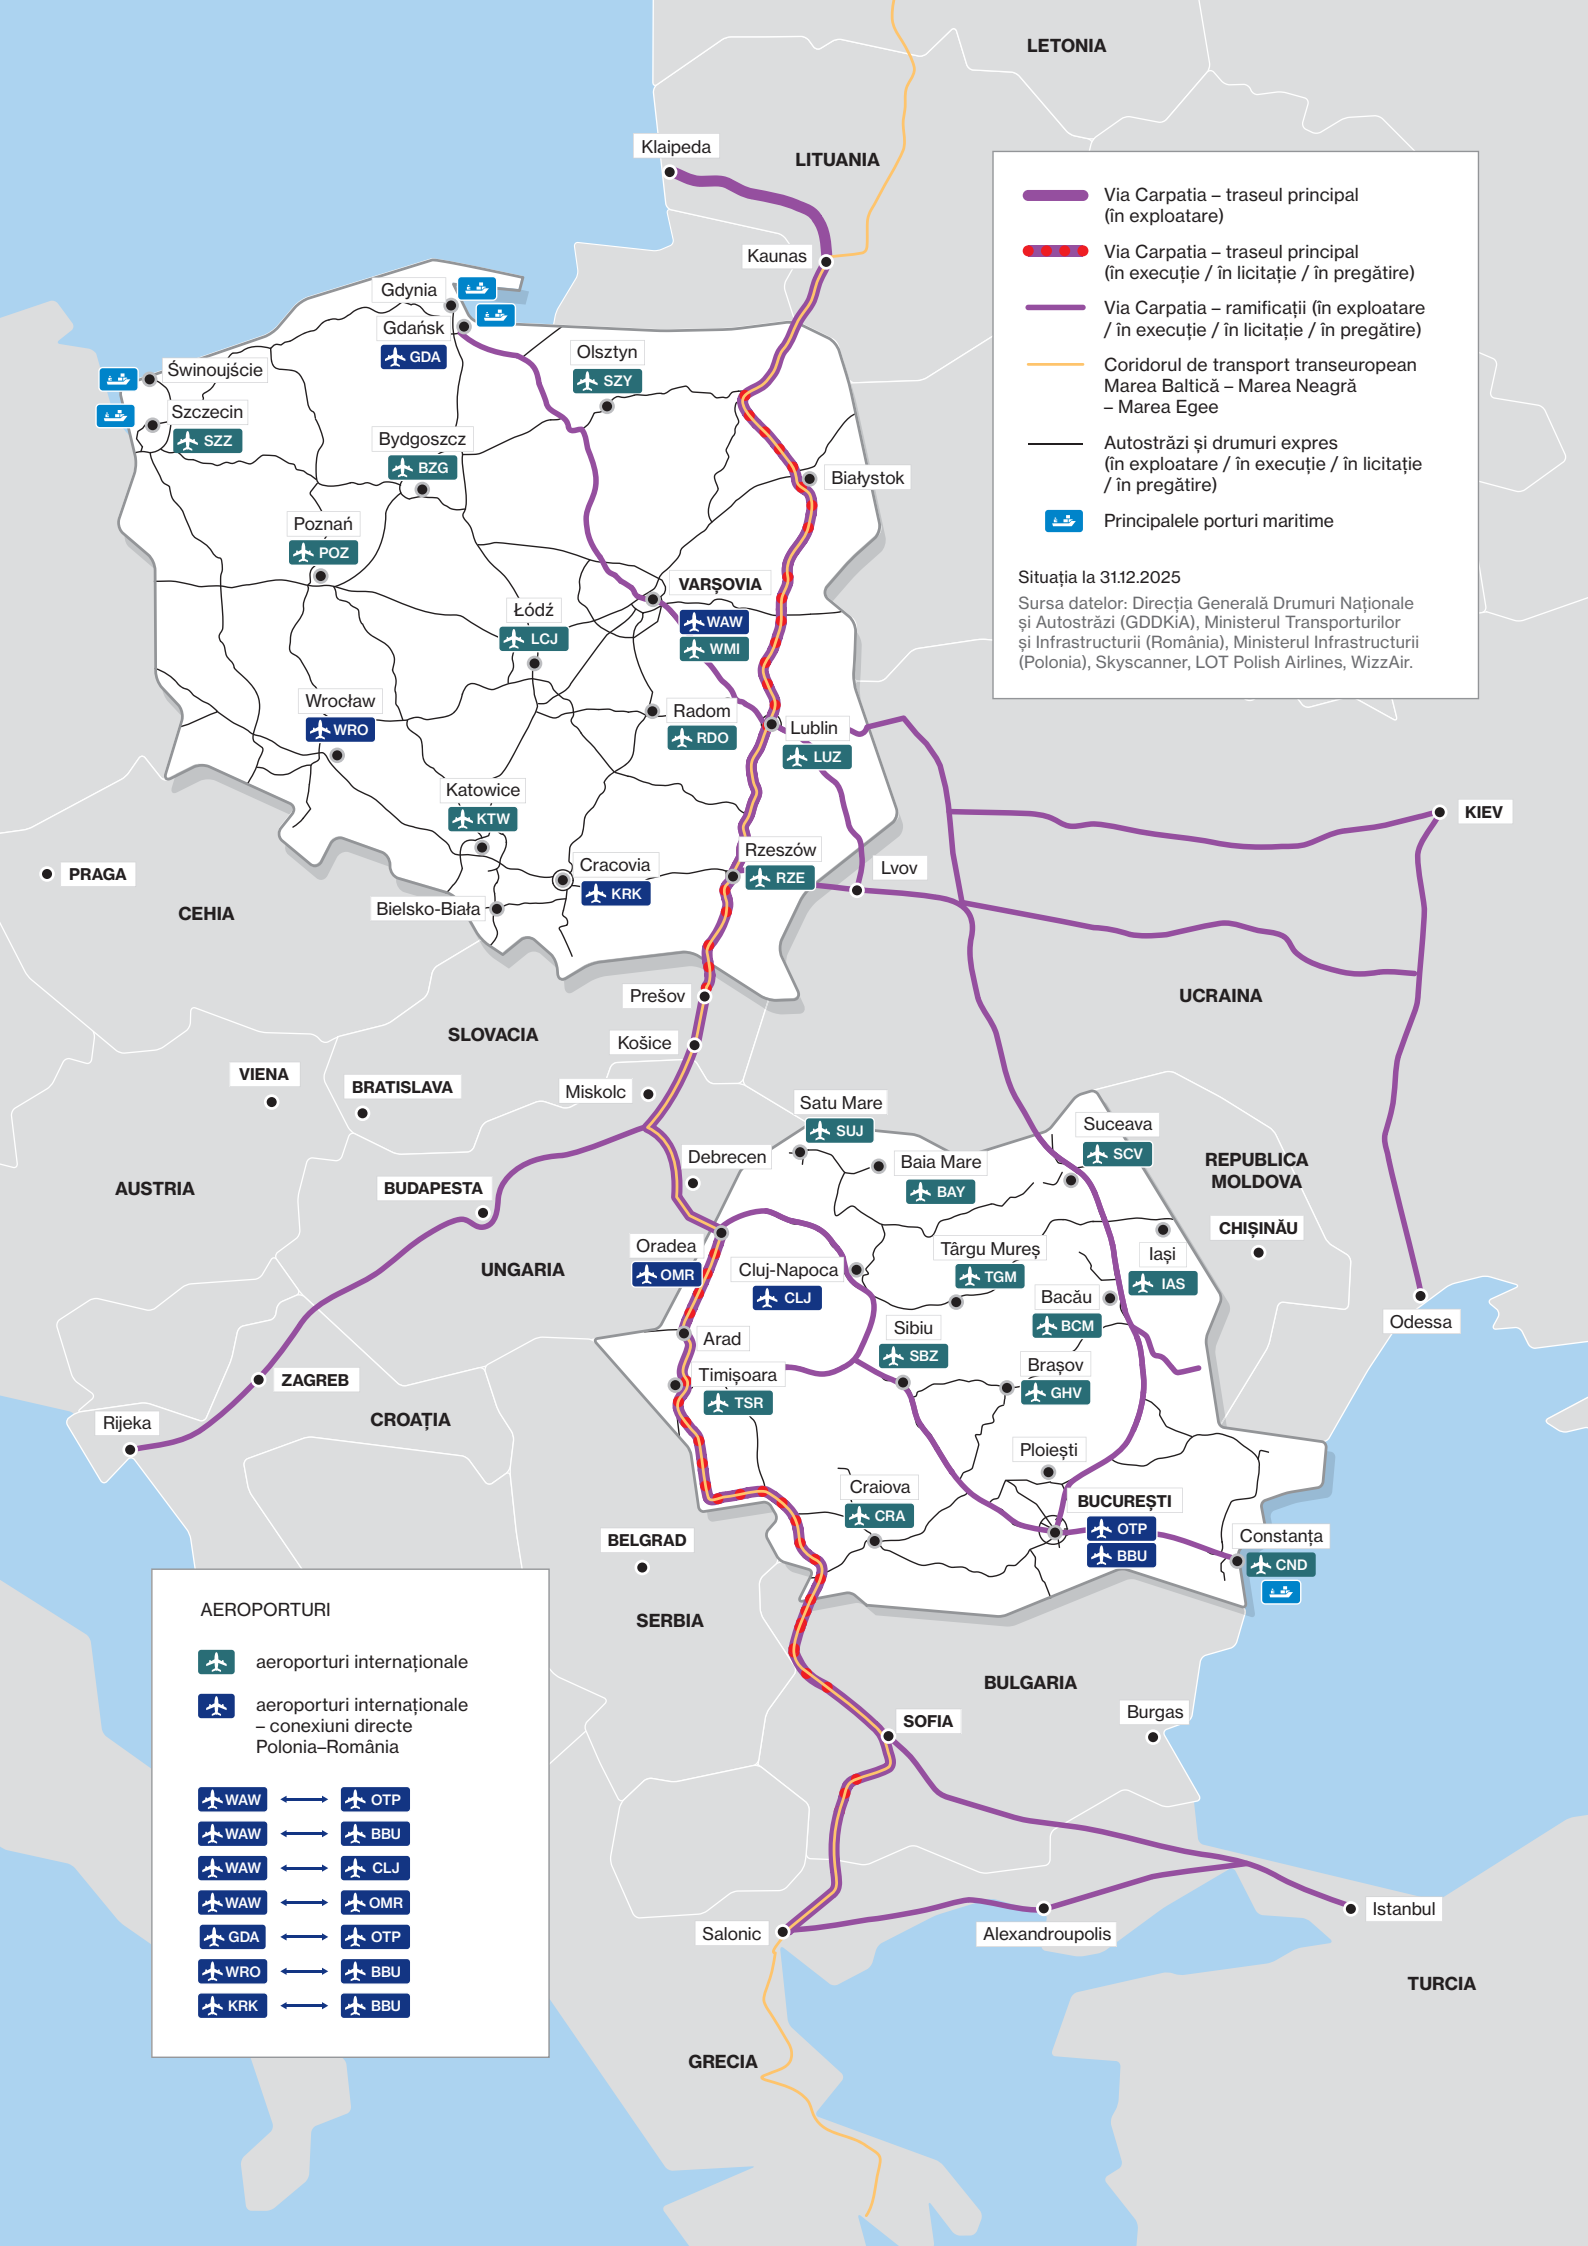 LETONIA
Klaipeda
LITUANIA
Kaunas
Via Carpatia – traseul principal
(în exploatare)
Via Carpatia – traseul principal
(în execuție / în licitație / în pregătire)
Via Carpatia – ramificații (în exploatare
/ în execuție / în licitație / în pregătire)
Coridorul de transport transeuropean
Marea Baltică – Marea Neagră
– Marea Egee
Autostrăzi și drumuri expres
(în exploatare / în execuție / în licitație
/ în pregătire)
Principalele porturi maritime
Situația la 31.12.2025
Sursa datelor: Direcția Generală Drumuri Naționale
și Autostrăzi (GDDKiA), Ministerul Transporturilor
și Infrastructurii (România), Ministerul Infrastructurii
(Polonia), Skyscanner, LOT Polish Airlines, WizzAir.
Gdynia
Gdańsk
GDA
Olsztyn
SZY
Świnoujście
Szczecin
SZZ
Bydgoszcz
BZG
Białystok
Poznań
POZ
VARȘOVIA
WAW
WMI
Łódź
LCJ
Wrocław
WRO
Radom
RDO
Lublin
LUZ
Katowice
KTW
KIEV
Rzeszów
RZE
Cracovia
KRK
Lvov
PRAGA
Bielsko-Biała
CEHIA
Prešov
UCRAINA
SLOVACIA
Košice
VIENA
BRATISLAVA
Miskolc
Satu Mare
SUJ
Suceava
SCV
Debrecen
Baia Mare
BAY
REPUBLICA
MOLDOVA
AUSTRIA
BUDAPESTA
CHIȘINĂU
Oradea
OMR
Târgu Mureș
TGM
Iași
IAS
UNGARIA
Cluj-Napoca
CLJ
Bacău
BCM
Odessa
Arad
Sibiu
SBZ
Timișoara
TSR
Brașov
GHV
ZAGREB
Rijeka
CROAȚIA
Ploiești
Craiova
CRA
BUCUREȘTI
OTP
BBU
Constanța
CND
BELGRAD
SERBIA
BULGARIA
Burgas
SOFIA
AEROPORTURI
aeroporturi internaționale
aeroporturi internaționale
– conexiuni directe
Polonia–România
WAW OTP
WAW BBU
WAW CLJ
WAW OMR
GDA OTP
WRO BBU
KRK BBU
Salonic
Alexandroupolis
Istanbul
TURCIA
GRECIA